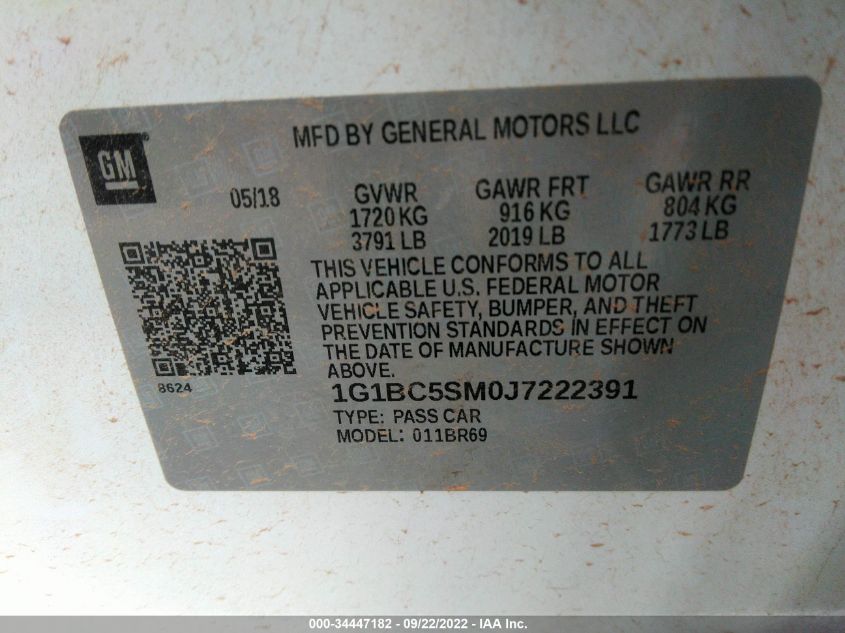 GM
MFD BY GENERAL MOTORS LLC
05/18
GVWR
1720 KG
3791 LB
GAWR FRT
916 KG
2019 LB
GAWR RR
804 KG
1773 LB
THIS VEHICLE CONFORMS TO ALL
APPLICABLE U.S. FEDERAL MOTOR
VEHICLE SAFETY, BUMPER, AND THEFT
PREVENTION STANDARDS IN EFFECT ON
THE DATE OF MANUFACTURE SHOWN
ABOVE.
8624
1G1BC5SM0J7222391
TYPE: PASS CAR
MODEL: 011BR69
000-34447182 - 09/22/2022 - IAA Inc.